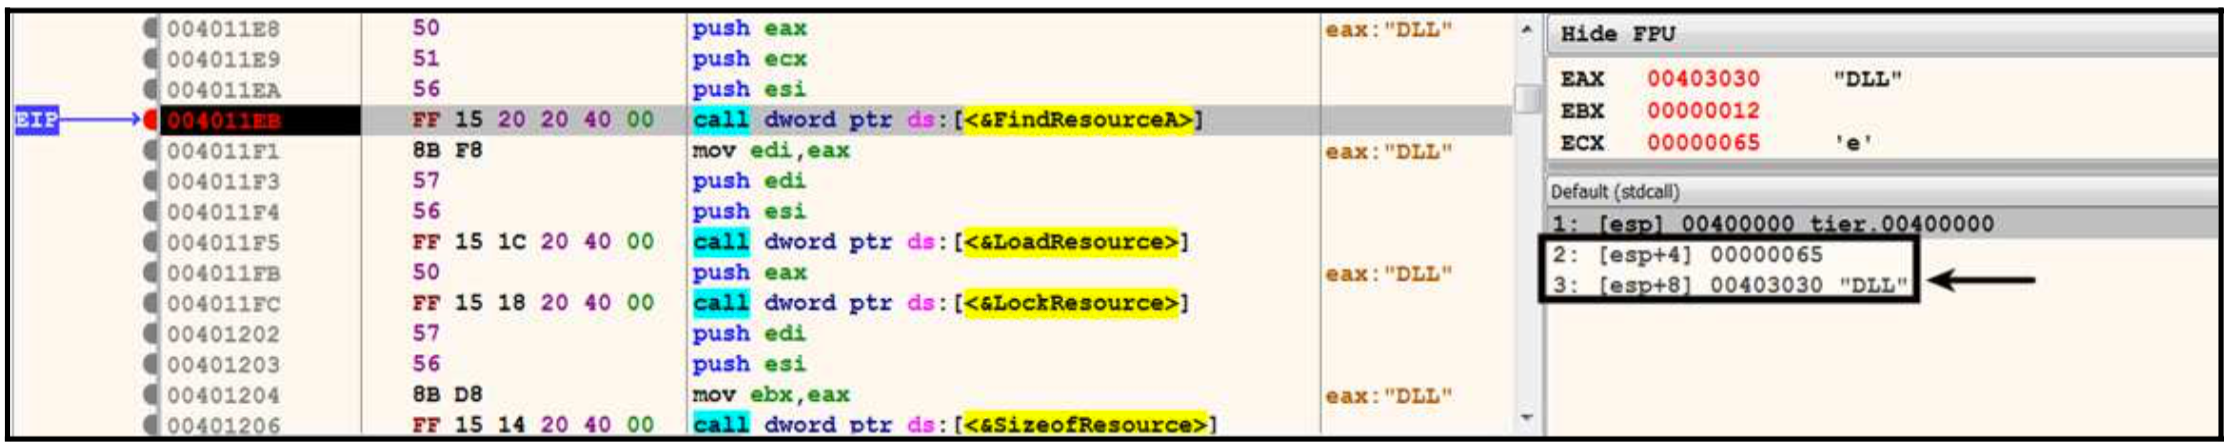 004011E8 50 push eax eax:"DLL"
004011E9 51 push ecx
004011EA 56 push esi
EIP 004011EB FF 15 20 20 40 00 call dword ptr ds:[<&FindResourceA>]
004011F1 8B F8 mov edi,eax eax:"DLL"
004011F3 57 push edi
004011F4 56 push esi
004011F5 FF 15 1C 20 40 00 call dword ptr ds:[<&LoadResource>]
004011FB 50 push eax eax:"DLL"
004011FC FF 15 18 20 40 00 call dword ptr ds:[<&LockResource>]
00401202 57 push edi
00401203 56 push esi
00401204 8B D8 mov ebx,eax eax:"DLL"
00401206 FF 15 14 20 40 00 call dword ptr ds:[<&SizeofResource>]
Hide FPU
EAX 00403030 "DLL"
EBX 00000012
ECX 00000065 'e'
Default (stdcall)
1: [esp] 00400000 tier.00400000
2: [esp+4] 00000065
3: [esp+8] 00403030 "DLL"